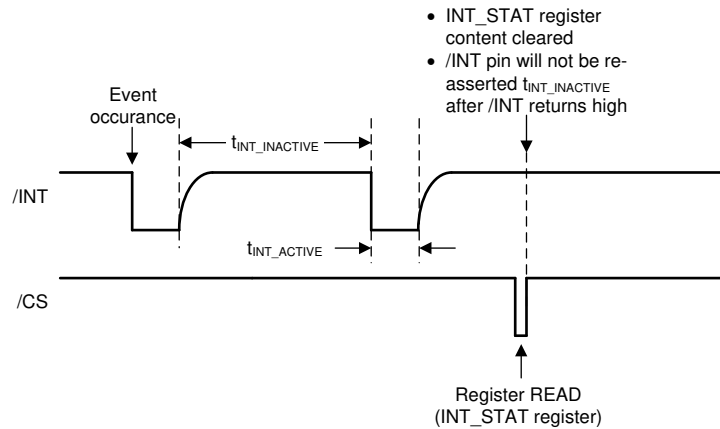 • INT_STAT register
content cleared
• /INT pin will not be re-
asserted tINT_INACTIVE
after /INT returns high
Event
occurance
tINT_INACTIVE
/INT
tINT_ACTIVE
/CS
Register READ
(INT_STAT register)